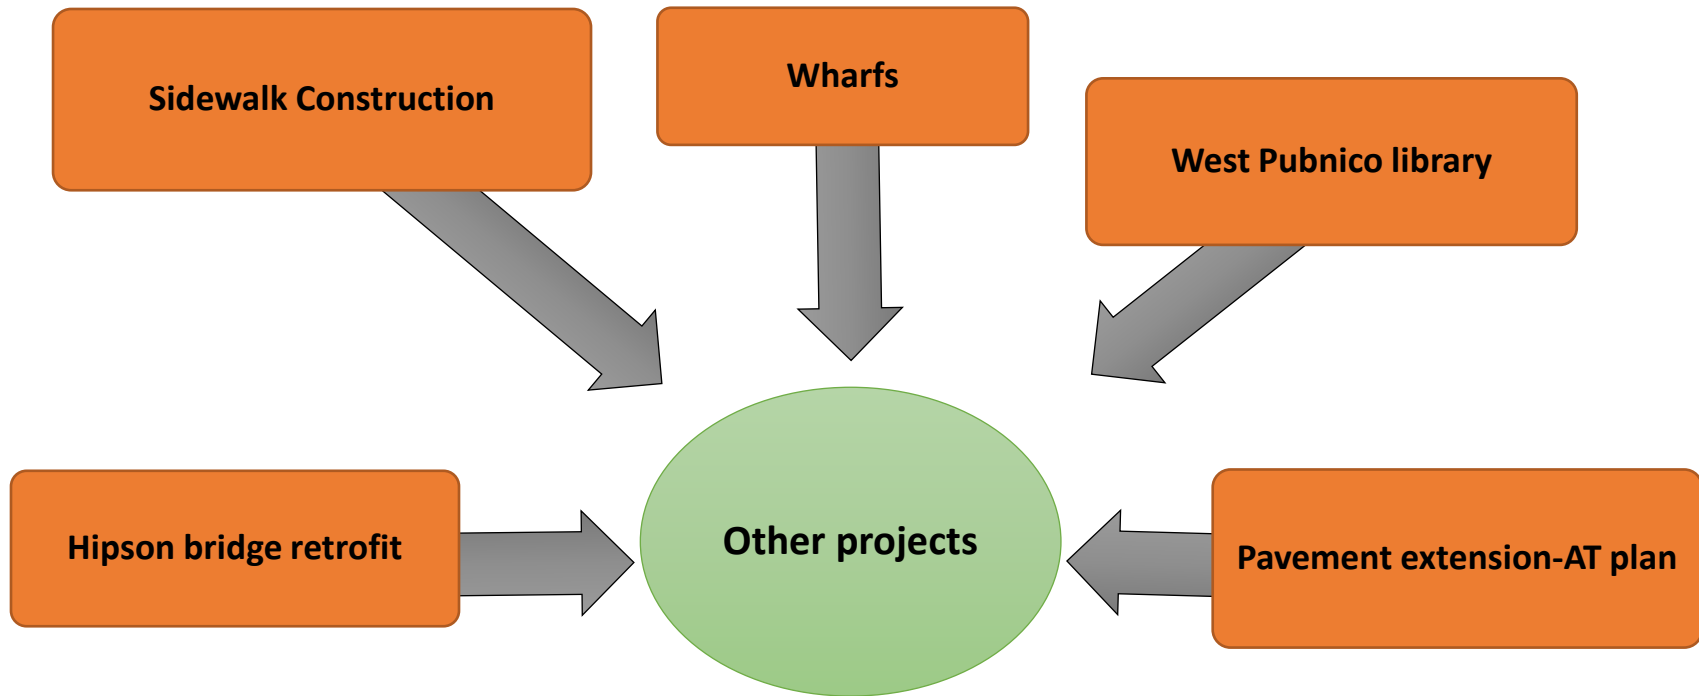 Sidewalk Construction
Wharfs
West Pubnico library
Hipson bridge retrofit
Other projects
Pavement extension-AT plan